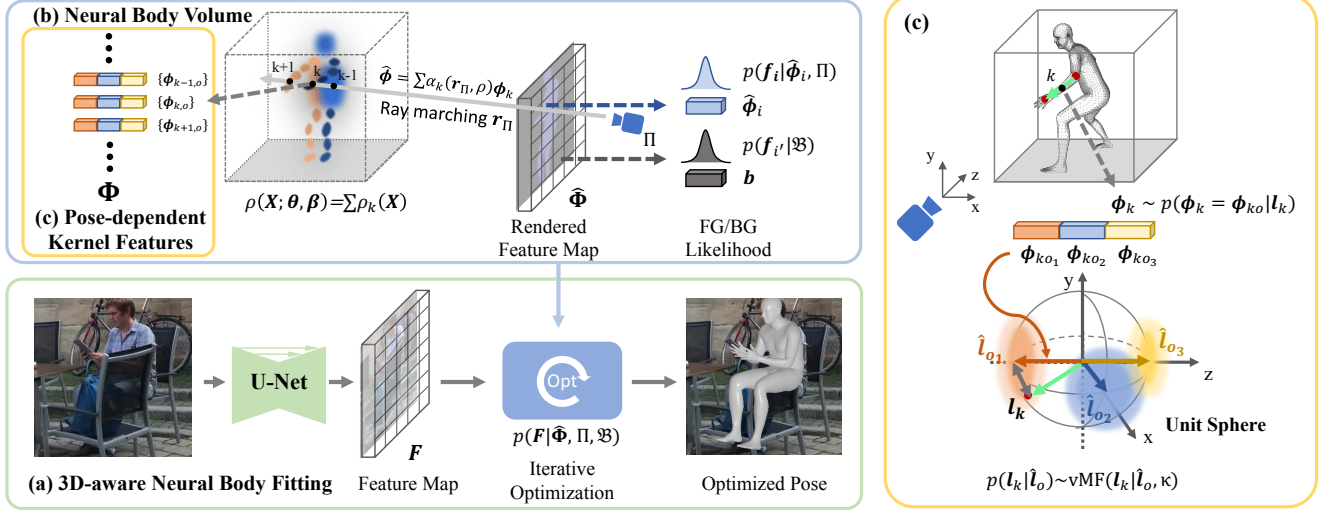 (b) Neural Body Volume
{ϕₖ₋₁,ₒ}
{ϕₖ,ₒ}
{ϕₖ₊₁,ₒ}
Φ
(c) Pose-dependent
Kernel Features
k+1
k
k-1
ρ(X; θ, β)=∑ρₖ(X)
ϕ̂ = ∑αₖ(r_Π, ρ)ϕₖ
Ray marching r_Π
Π
Φ̂
Rendered
Feature Map
p(fᵢ|ϕ̂ᵢ, Π)
ϕ̂ᵢ
p(fᵢ′|𝔅)
b
FG/BG
Likelihood
U-Net
F
Opt
p(F|Φ̂, Π, 𝔅)
(a) 3D-aware Neural Body Fitting
Feature Map
Iterative
Optimization
Optimized Pose
(c)
k
y
z
x
ϕₖ ~ p(ϕₖ = ϕₖₒ|lₖ)
ϕₖₒ₁ ϕₖₒ₂ ϕₖₒ₃
y
l̂ₒ₁
l̂ₒ₃
z
lₖ
l̂ₒ₂
x
Unit Sphere
p(lₖ|l̂ₒ)~vMF(lₖ|l̂ₒ, κ)